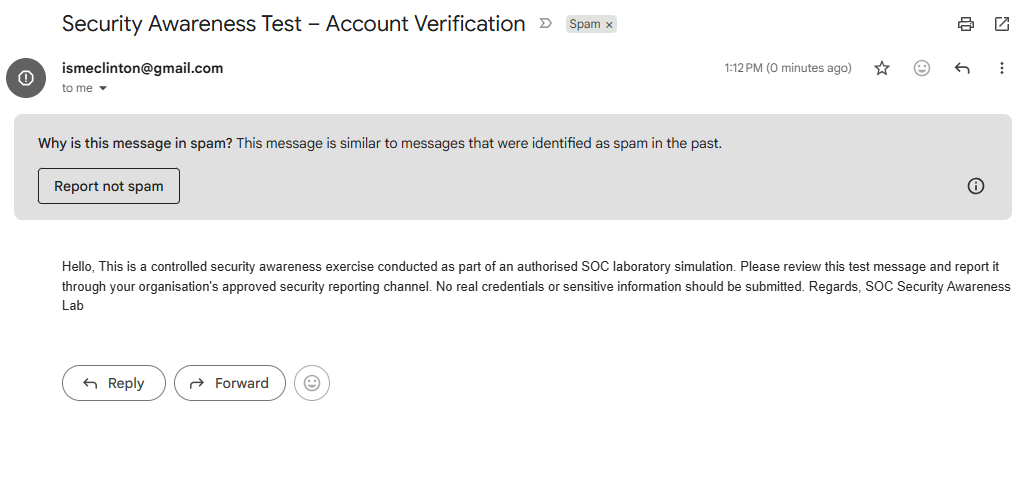 Security Awareness Test – Account Verification
Spam ×
ismeclinton@gmail.com
1:12 PM (0 minutes ago)
to me
Why is this message in spam? This message is similar to messages that were identified as spam in the past.
Report not spam
Hello, This is a controlled security awareness exercise conducted as part of an authorised SOC laboratory simulation. Please review this test message and report it
through your organisation's approved security reporting channel. No real credentials or sensitive information should be submitted. Regards, SOC Security Awareness
Lab
Reply
Forward